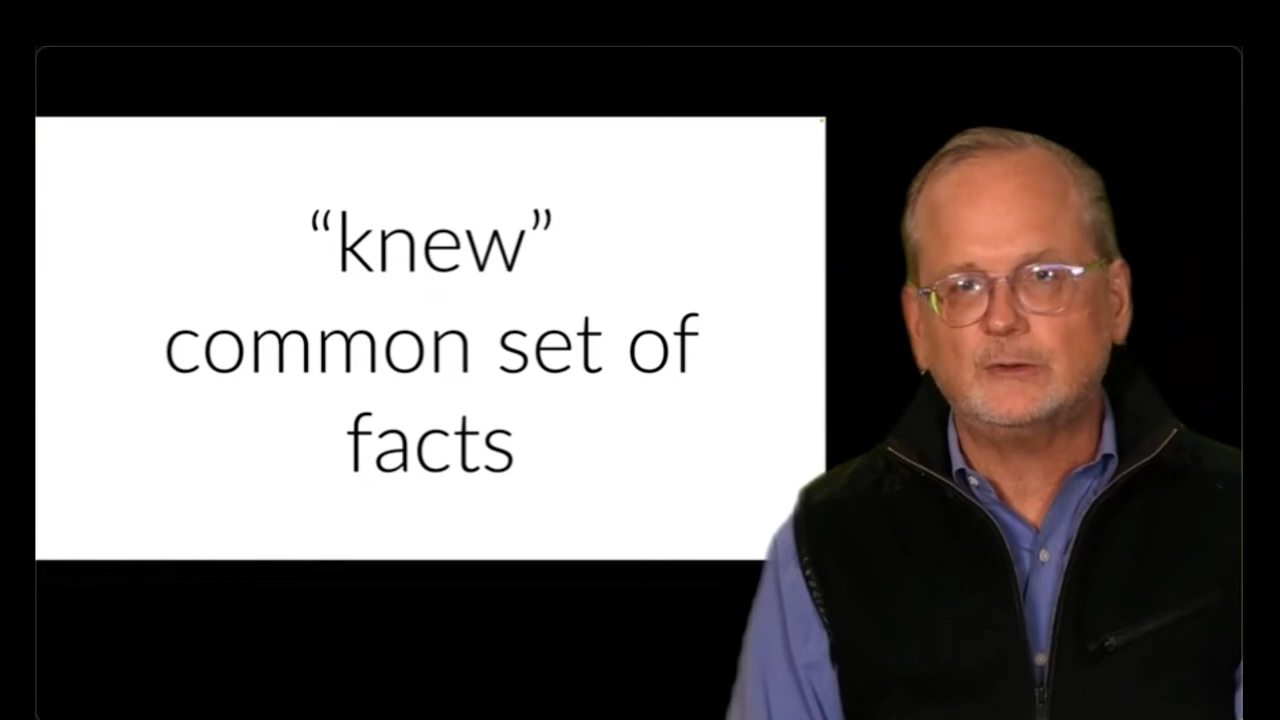 “knew”
common set of
facts